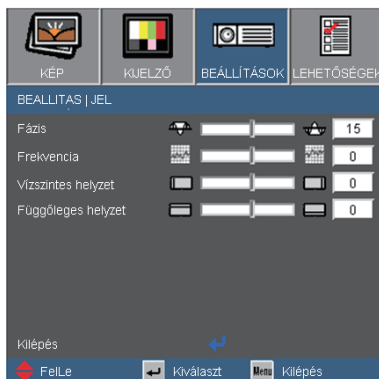 KÉP KIJELZŐ BEÁLLÍTÁSOK LEHETŐSÉGEK
BEALLITAS | JEL
Fázis 15
Frekvencia 0
Vízszintes helyzet 0
Függőleges helyzet 0
Kilépés
FelLe Kiválaszt Menu Kilépés